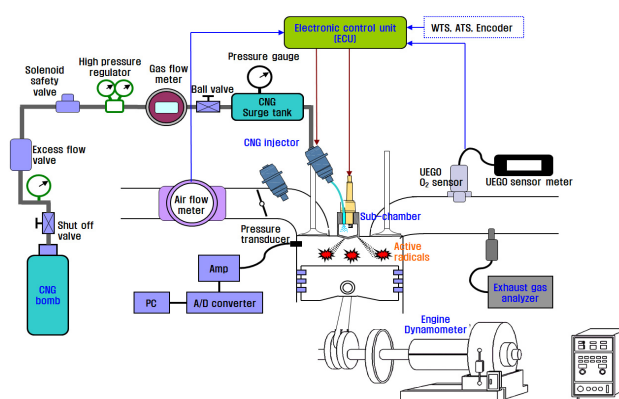 Electronic control unit
(ECU)
WTS, ATS, Encoder
High pressure
regulator
Gas flow
meter
Pressure gauge
Solenoid
safety
valve
Ball valve
CNG
Surge tank
CNG injector
Excess flow
valve
UEGO
O₂ sensor
UEGO sensor meter
Air flow
meter
Sub-chamber
Shut off
valve
Pressure
transducer
Active
radicals
Amp
CNG
bomb
PC
A/D converter
Exhaust gas
analyzer
Engine
Dynamometer